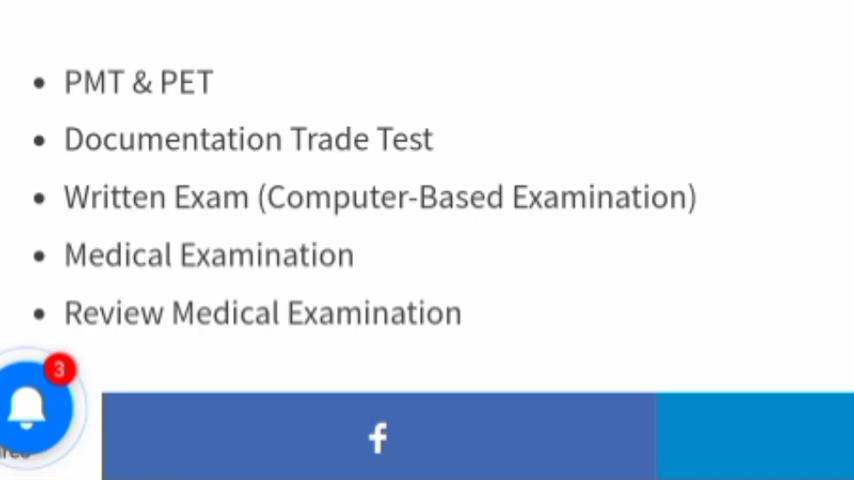 PMT & PET
Documentation Trade Test
Written Exam (Computer-Based Examination)
Medical Examination
Review Medical Examination
3
f